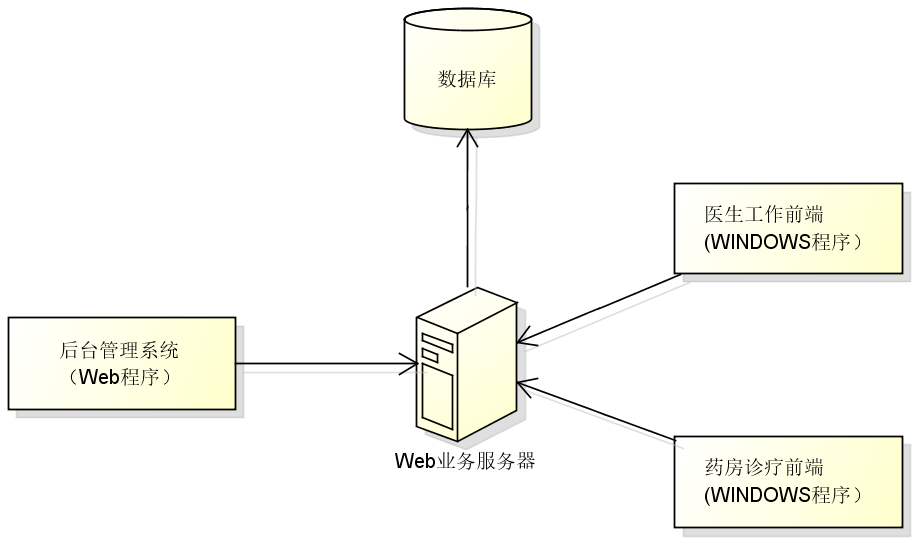 数据库
医生工作前端
(WINDOWS程序）
后台管理系统
（Web程序）
Web业务服务器
药房诊疗前端
(WINDOWS程序）